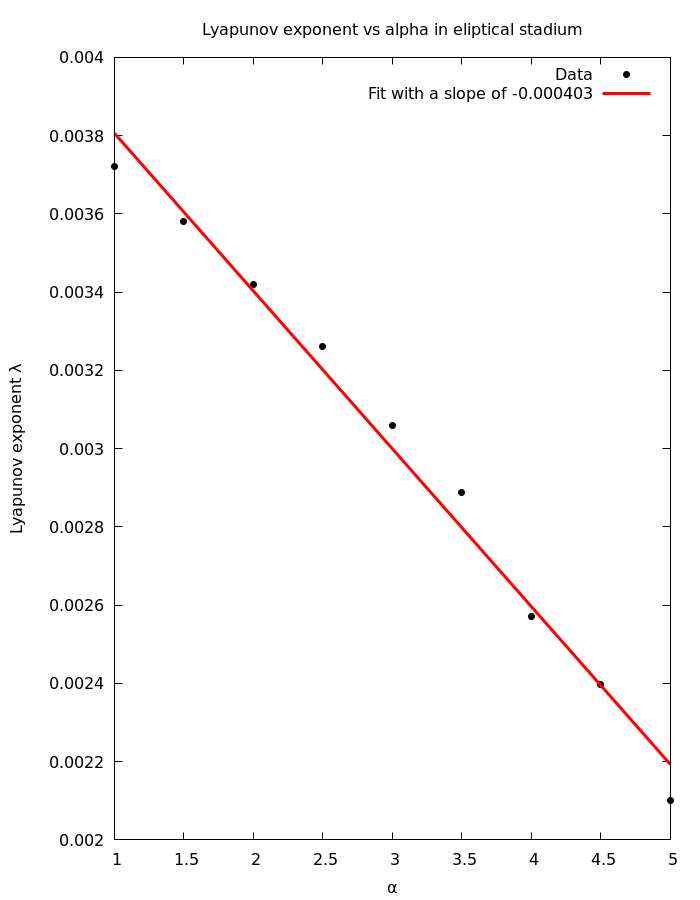 Lyapunov exponent vs alpha in eliptical stadium
Data
Fit with a slope of -0.000403
0.004
0.0038
0.0036
0.0034
0.0032
0.003
0.0028
0.0026
0.0024
0.0022
0.002
Lyapunov exponent λ
1 1.5 2 2.5 3 3.5 4 4.5 5
α